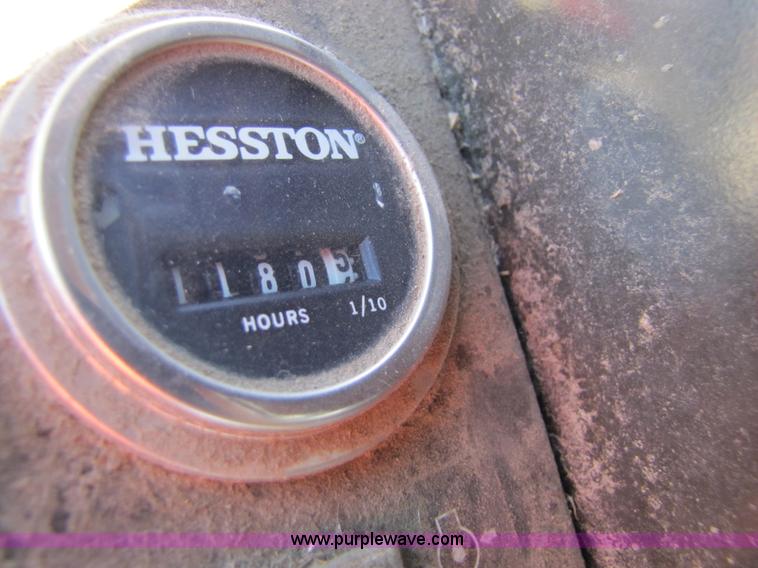 HESSTON®
1180
HOURS 1/10
www.purplewave.com